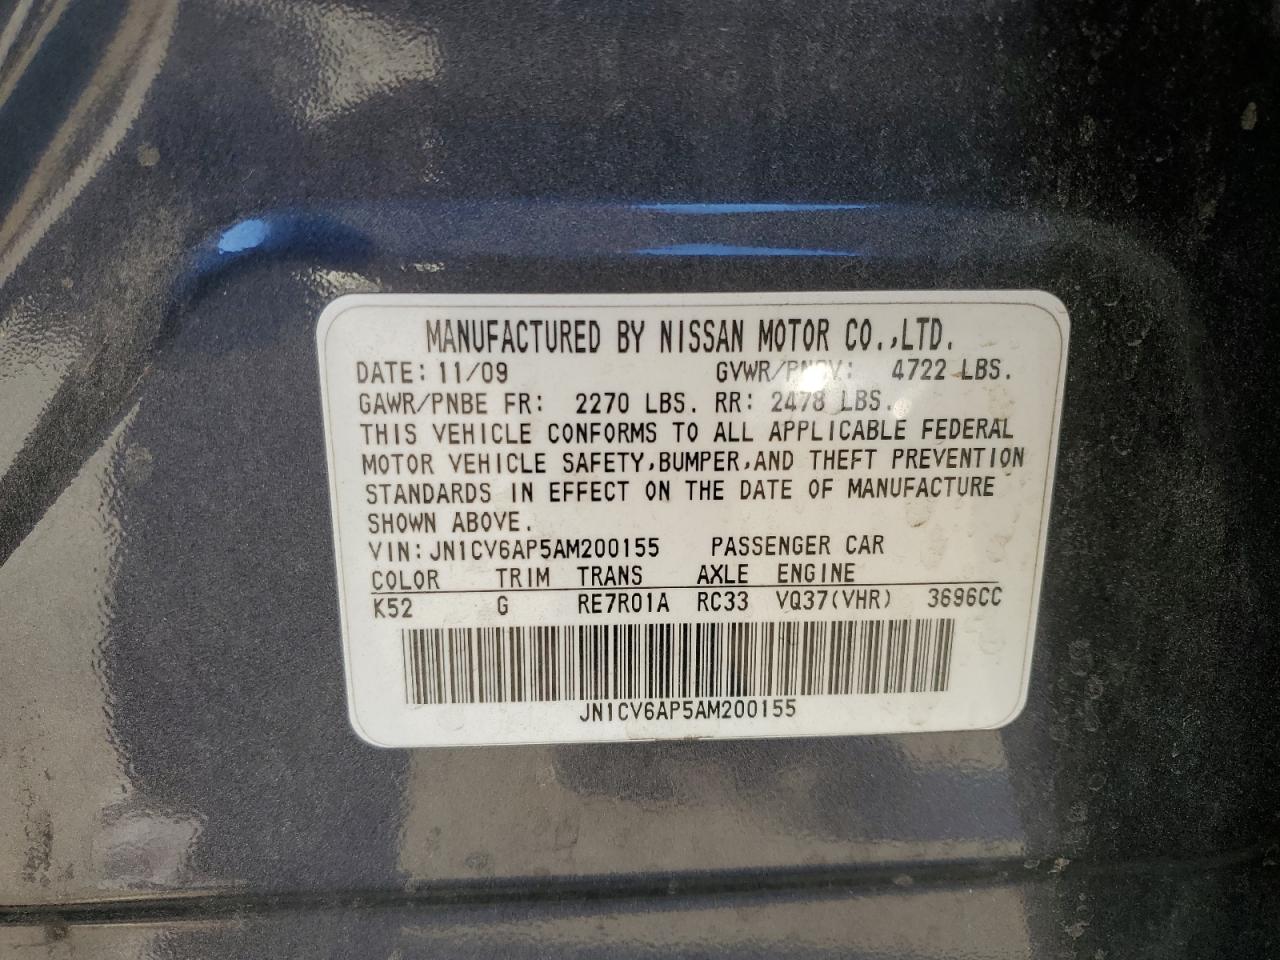 MANUFACTURED BY NISSAN MOTOR CO.,LTD.
DATE: 11/09 GVWR/PNBV: 4722 LBS.
GAWR/PNBE FR: 2270 LBS. RR: 2478 LBS.
THIS VEHICLE CONFORMS TO ALL APPLICABLE FEDERAL
MOTOR VEHICLE SAFETY,BUMPER,AND THEFT PREVENTION
STANDARDS IN EFFECT ON THE DATE OF MANUFACTURE
SHOWN ABOVE.
VIN:JN1CV6AP5AM200155 PASSENGER CAR
COLOR TRIM TRANS AXLE ENGINE
K52 G RE7R01A RC33 VQ37(VHR) 3696CC
JN1CV6AP5AM200155